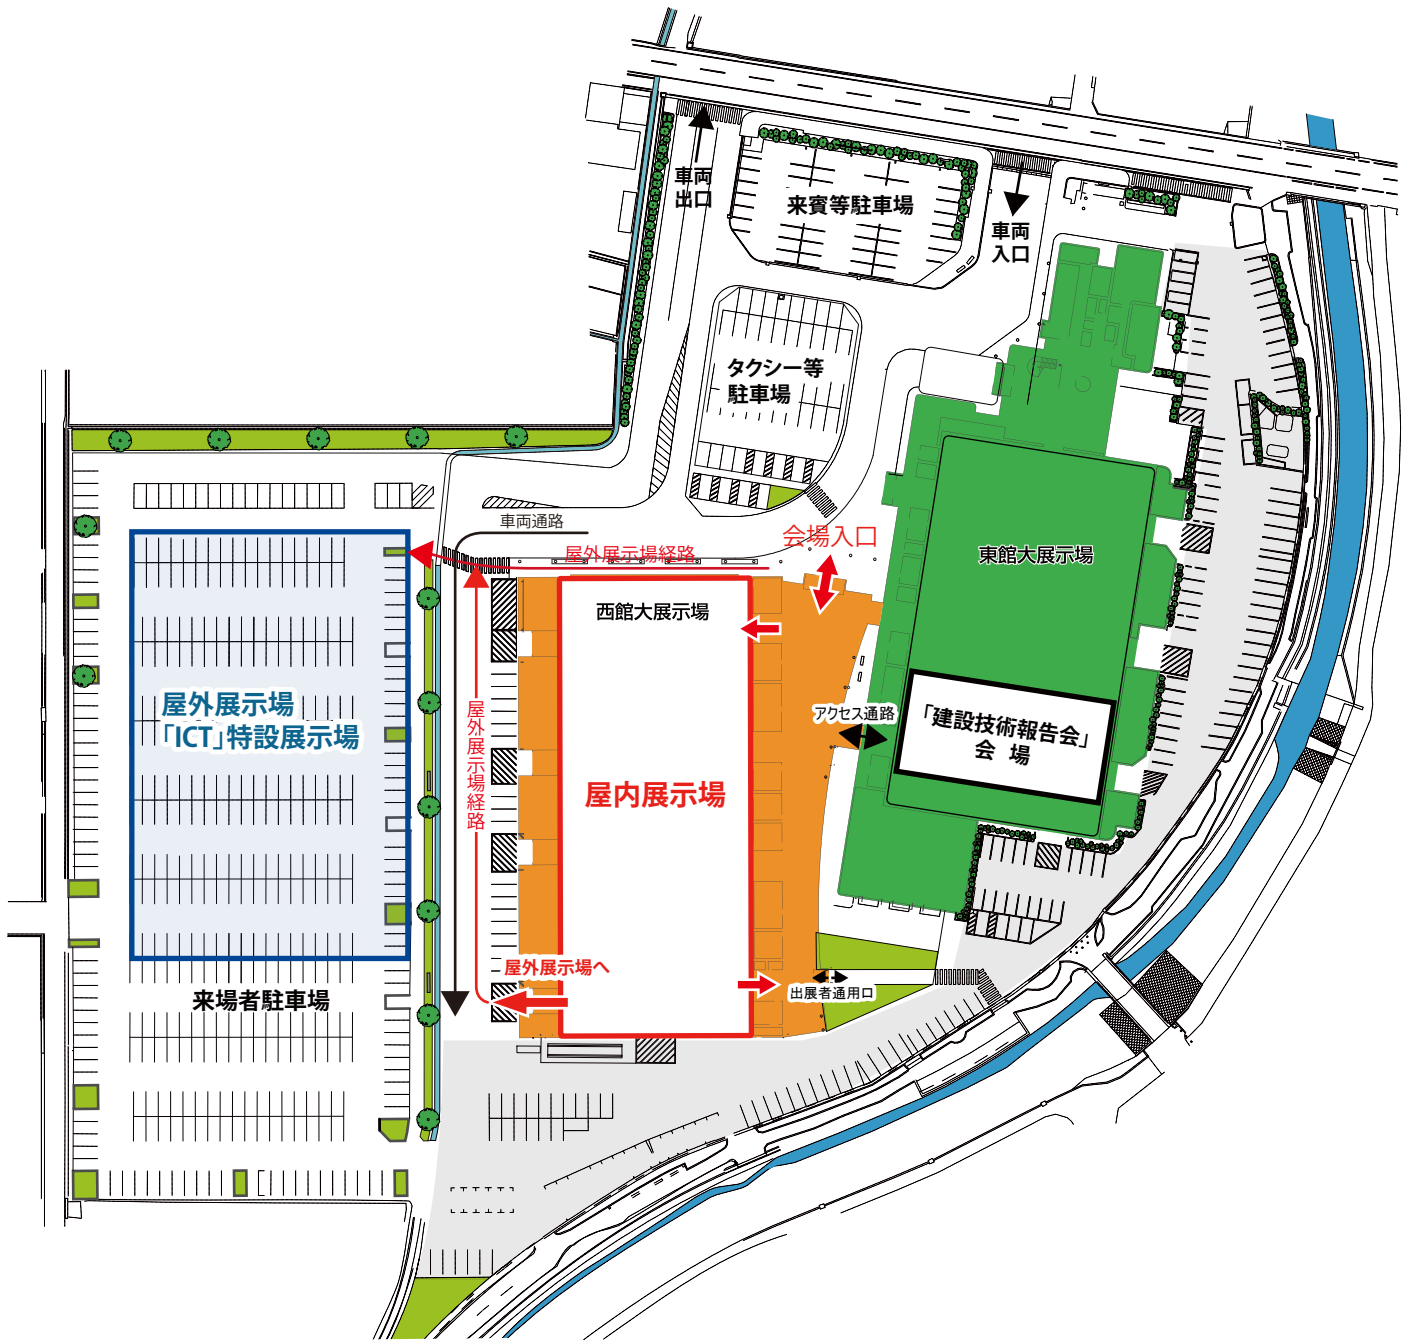 車両
出口
来賓等駐車場
車両
入口
タクシー等
駐車場
車両通路
会場入口
屋外展示場経路
東館大展示場
西館大展示場
屋外展示場
「ICT」特設展示場
屋外展示場経路
アクセス通路
「建設技術報告会」
会 場
屋内展示場
屋外展示場へ
出展者通用口
来場者駐車場